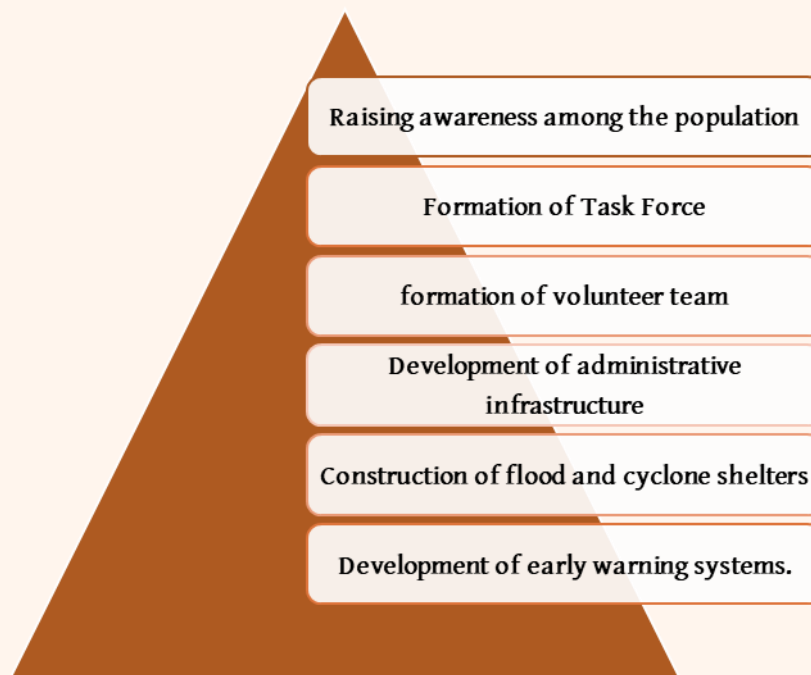 Raising awareness among the population
Formation of Task Force
formation of volunteer team
Development of administrative
infrastructure
Construction of flood and cyclone shelters
Development of early warning systems.